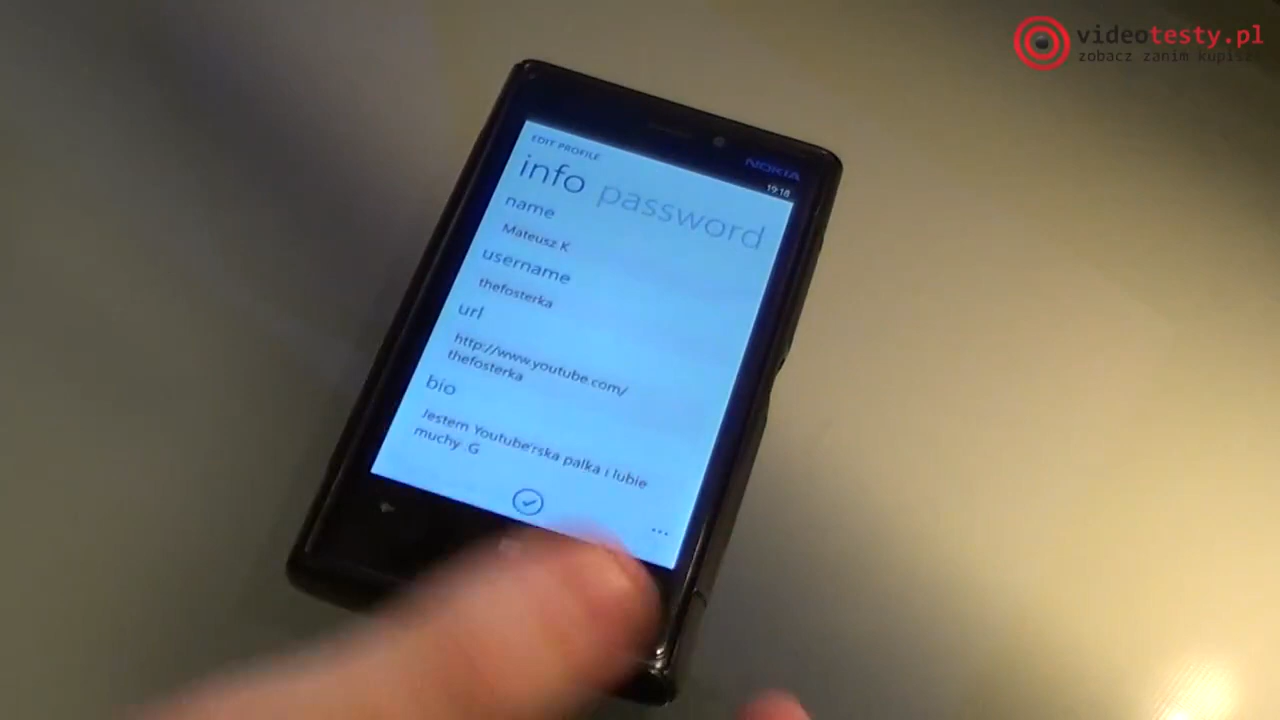 videotesty.pl
zobacz zanim kupisz!
NOKIA
19:18
EDIT PROFILE
info password
name
Mateusz K
username
thefosterka
url
http://www.youtube.com/
thefosterka
bio
Jestem Youtube'rska palka i lubie
muchy G
...